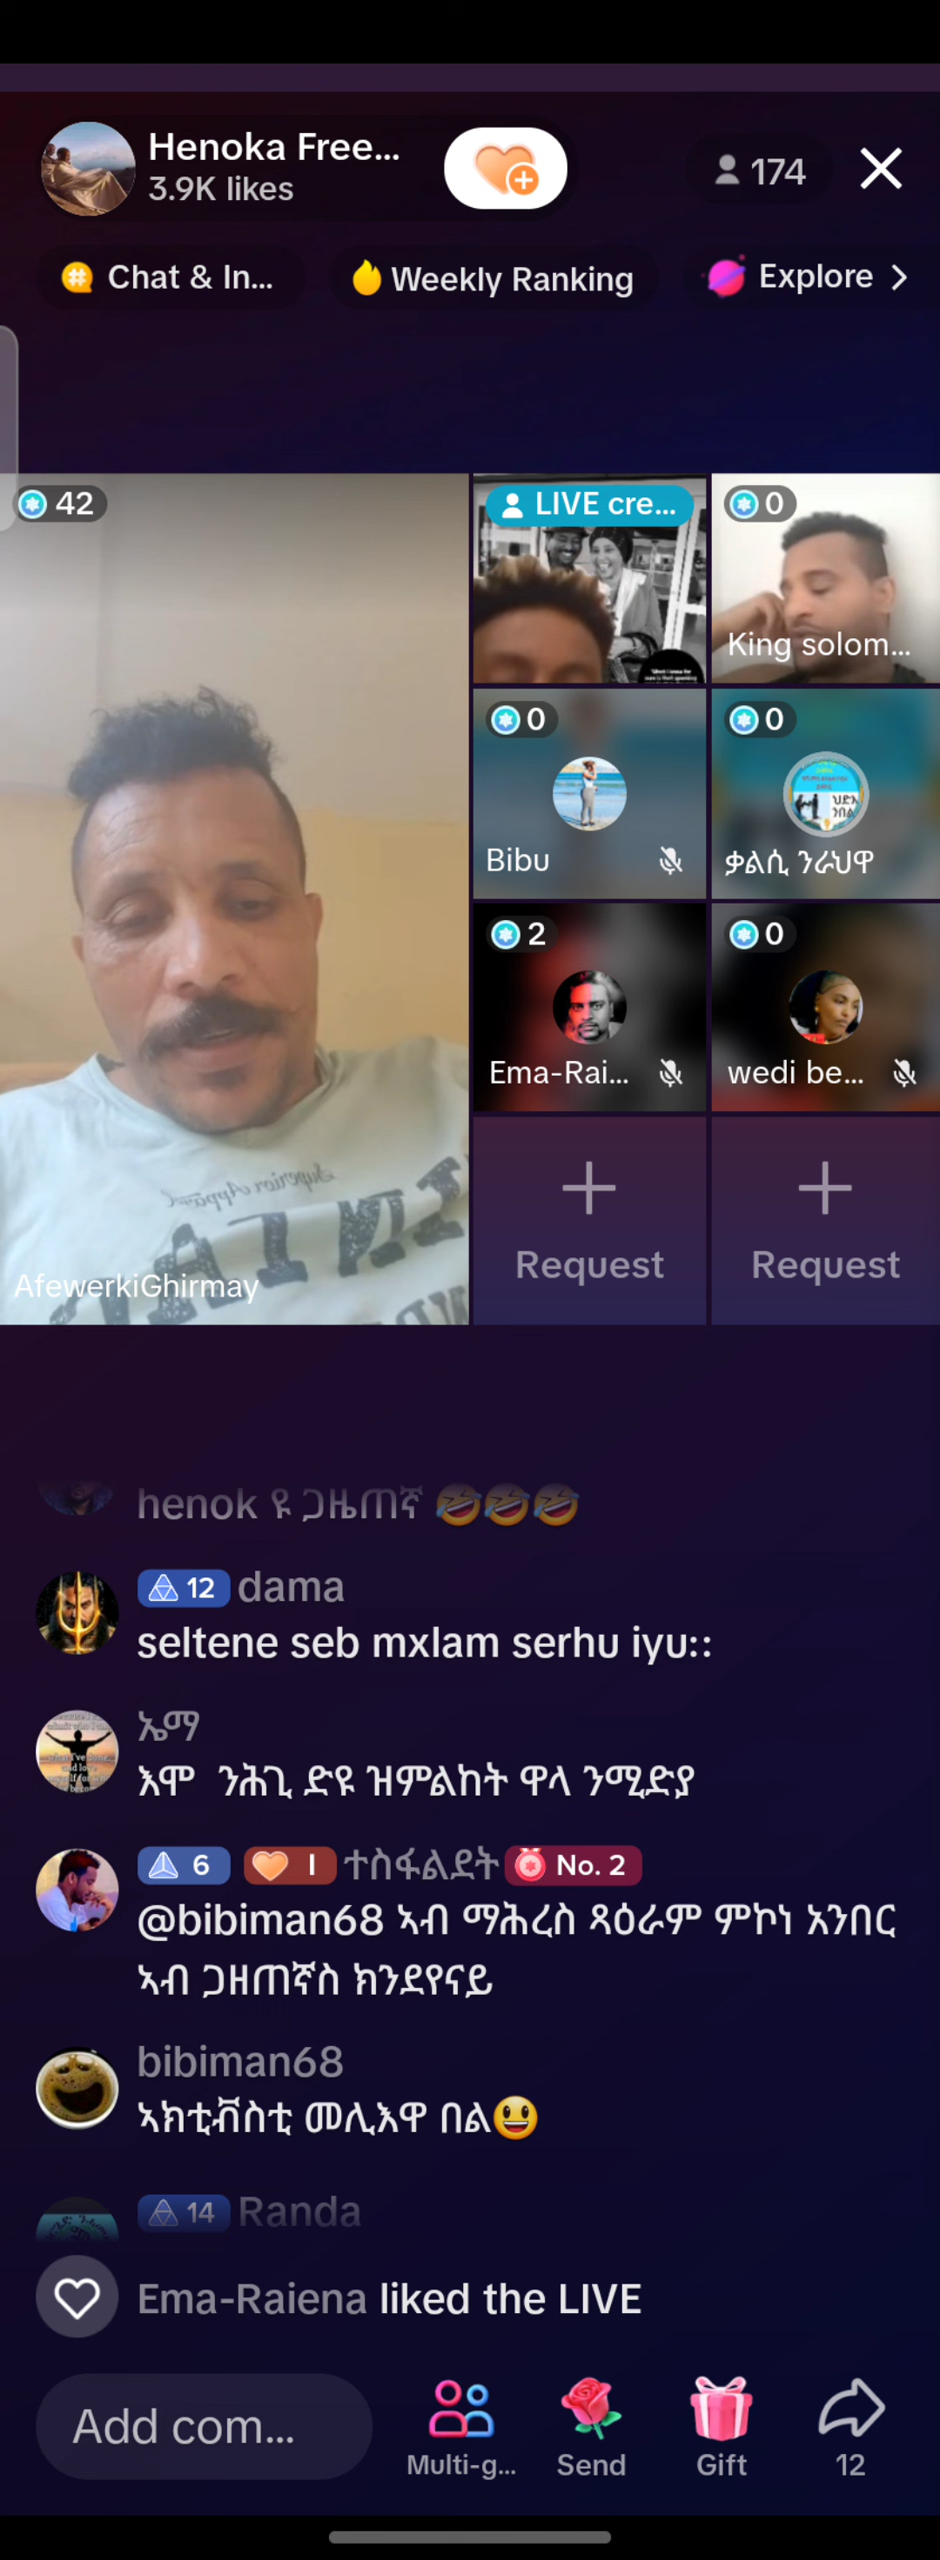 Henoka Free...
3.9K likes
174
Chat & In...
Weekly Ranking
Explore
42
LIVE cre...
0
King solom...
0
0
Bibu
ቃልሲ ንራህዋ
2
0
Ema-Rai...
wedi be...
Superior Apparel
AfewerkiGhirmay
Request
Request
henok ዩ ጋዜጠኛ 🤣🤣🤣
12 dama
seltene seb mxlam serhu iyu::
ኤማ
እሞ ንሕጊ ድዩ ዝምልከት ዋላ ንሚድያ
6 I ተስፋልደት No. 2
@bibiman68 ኣብ ማሕረስ ጻዕራም ምኮነ አንበር
ኣብ ጋዘጠኛስ ክንደየናይ
bibiman68
ኣክቲቭስቲ መሊእዋ በል😃
14 Randa
Ema-Raiena liked the LIVE
Add com...
Multi-g...
Send
Gift
12